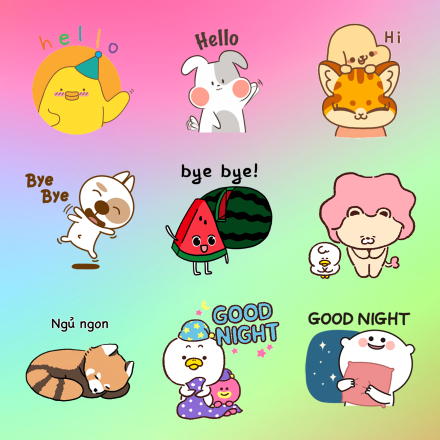 hello
Hello
Hi
Bye
Bye
bye bye!
Ngủ ngon
GOOD
NIGHT
GOOD NIGHT